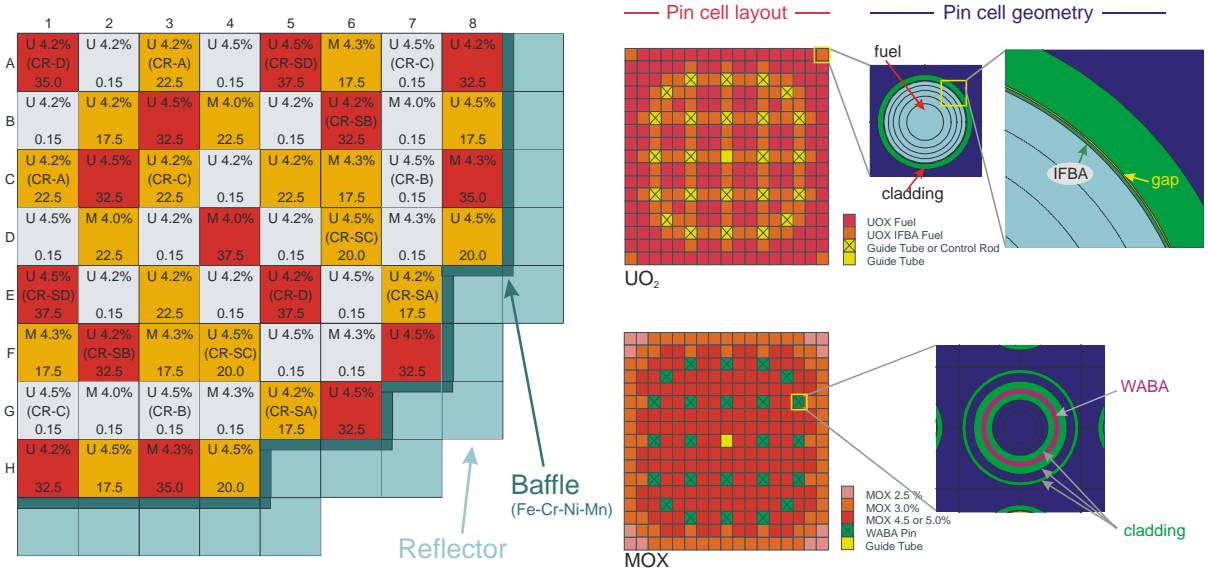 1 2 3 4 5 6 7 8
A
U 4.2% U 4.2% U 4.2% U 4.5% U 4.5% M 4.3% U 4.5% U 4.2%
(CR-D) (CR-A) (CR-SD) (CR-C)
35.0 0.15 22.5 0.15 37.5 17.5 0.15 32.5
B
U 4.2% U 4.2% U 4.5% M 4.0% U 4.2% U 4.2% M 4.0% U 4.5%
(CR-SB)
0.15 17.5 32.5 22.5 0.15 32.5 0.15 17.5
C
U 4.2% U 4.5% U 4.2% U 4.2% U 4.2% M 4.3% U 4.5% M 4.3%
(CR-A) (CR-C) (CR-B)
22.5 32.5 22.5 0.15 22.5 17.5 0.15 35.0
D
U 4.5% M 4.0% U 4.2% M 4.0% U 4.2% U 4.5% M 4.3% U 4.5%
(CR-SC)
0.15 22.5 0.15 37.5 0.15 20.0 0.15 20.0
E
U 4.5% U 4.2% U 4.2% U 4.2% U 4.2% U 4.5% U 4.2%
(CR-SD) (CR-D) (CR-SA)
37.5 0.15 22.5 0.15 37.5 0.15 17.5
F
M 4.3% U 4.2% M 4.3% U 4.5% U 4.5% M 4.3% U 4.5%
(CR-SB) (CR-SC)
17.5 32.5 17.5 20.0 0.15 0.15 32.5
G
U 4.5% M 4.0% U 4.5% M 4.3% U 4.2% U 4.5%
(CR-C) (CR-B) (CR-SA)
0.15 0.15 0.15 0.15 17.5 32.5
H
U 4.2% U 4.5% M 4.3% U 4.5%
32.5 17.5 35.0 20.0
Baffle
(Fe-Cr-Ni-Mn)
Reflector
Pin cell layout
Pin cell geometry
fuel
cladding
IFBA
gap
UOX Fuel
UOX IFBA Fuel
Guide Tube or Control Rod
Guide Tube
UO₂
WABA
cladding
MOX 2.5 %
MOX 3.0%
MOX 4.5 or 5.0%
WABA Pin
Guide Tube
MOX